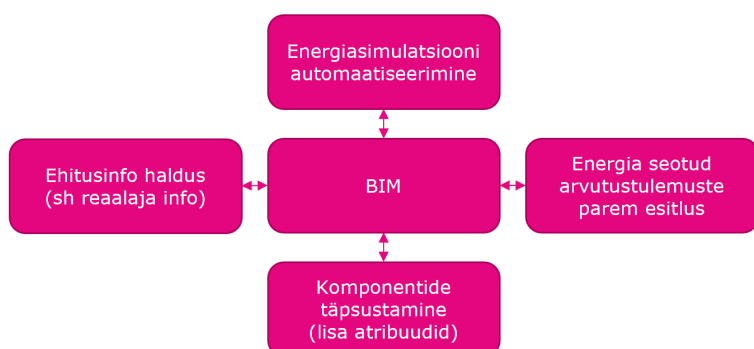 Energiasimulatsiooni
automaatiseerimine
Ehitusinfo haldus
(sh reaalaja info)
BIM
Energia seotud
arvutustulemuste
parem esitlus
Komponentide
täpsustamine
(lisa atribuudid)